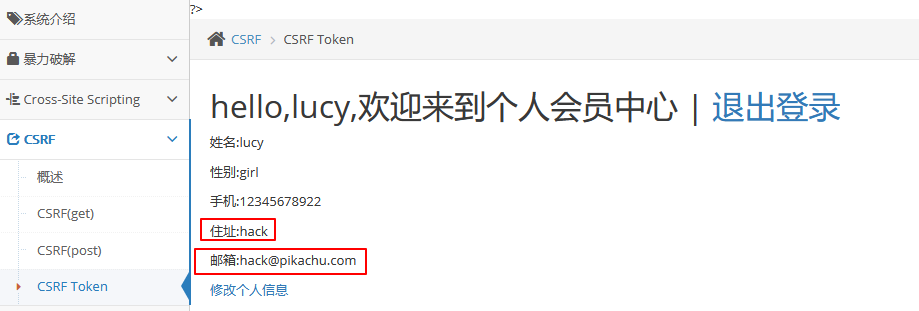 ?>
系统介绍
暴力破解
Cross-Site Scripting
CSRF
概述
CSRF(get)
CSRF(post)
CSRF Token
CSRF > CSRF Token
hello,lucy,欢迎来到个人会员中心 | 退出登录
姓名:lucy
性别:girl
手机:12345678922
住址:hack
邮箱:hack@pikachu.com
修改个人信息